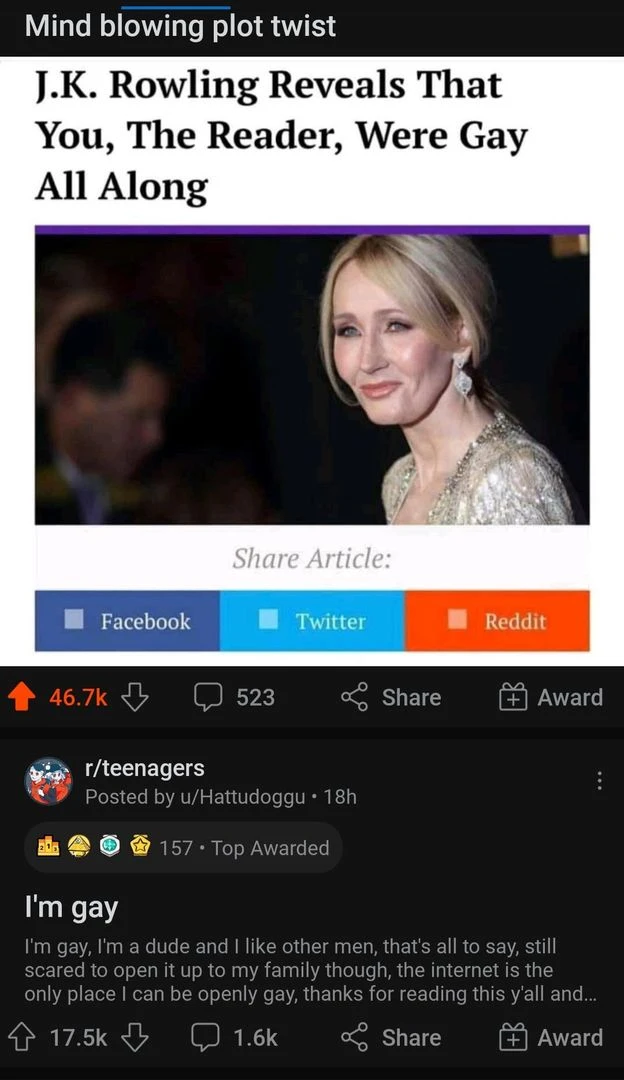 Mind blowing plot twist
J.K. Rowling Reveals That
You, The Reader, Were Gay
All Along
Share Article:
Facebook
Twitter
Reddit
46.7k
523
Share
Award
r/teenagers
Posted by u/Hattudoggu • 18h
157 • Top Awarded
I'm gay
I'm gay, I'm a dude and I like other men, that's all to say, still
scared to open it up to my family though, the internet is the
only place I can be openly gay, thanks for reading this y'all and...
17.5k
1.6k
Share
Award